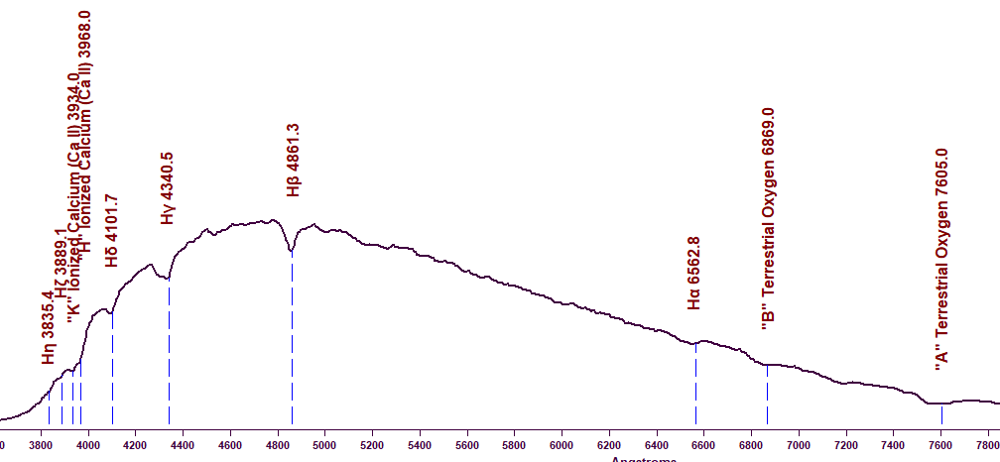 Hη 3835.4
Hζ 3889.1
"K" Ionized Calcium (Ca II) 3934.0
"H" Ionized Calcium (Ca II) 3968.0
Hδ 4101.7
Hγ 4340.5
Hβ 4861.3
Hα 6562.8
"B" Terrestrial Oxygen 6869.0
"A" Terrestrial Oxygen 7605.0
0 3800 4000 4200 4400 4600 4800 5000 5200 5400 5600 5800 6000 6200 6400 6600 6800 7000 7200 7400 7600 7800
Angstroms